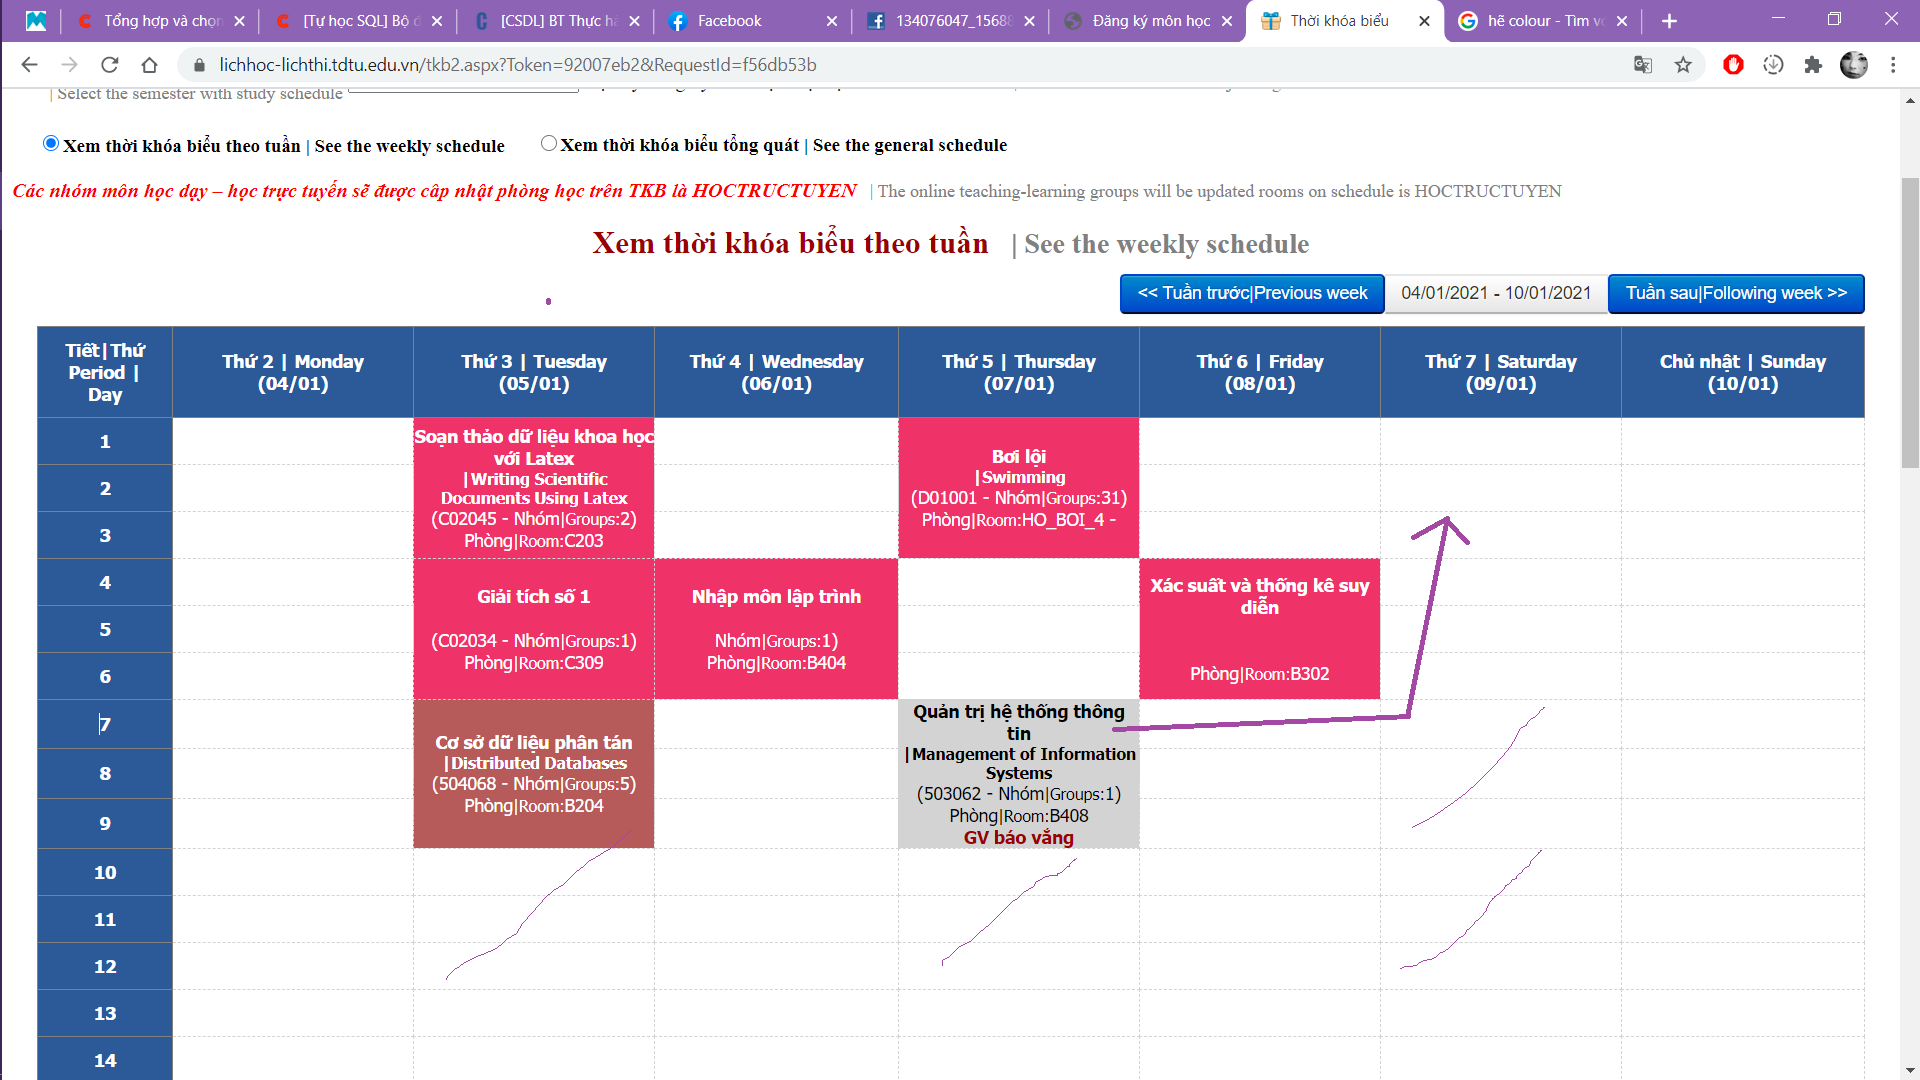 Tổng hợp và chọn
[Tự học SQL] Bộ đ
[CSDL] BT Thực hà
Facebook
134076047_15688
Đăng ký môn học
Thời khóa biểu
hẽ colour - Tìm vớ
lichhoc-lichthi.tdtu.edu.vn/tkb2.aspx?Token=92007eb2&RequestId=f56db53b
| Select the semester with study schedule
Xem thời khóa biểu theo tuần | See the weekly schedule
Xem thời khóa biểu tổng quát | See the general schedule
Các nhóm môn học dạy – học trực tuyến sẽ được câp nhật phòng học trên TKB là HOCTRUCTUYEN | The online teaching-learning groups will be updated rooms on schedule is HOCTRUCTUYEN
Xem thời khóa biểu theo tuần | See the weekly schedule
<< Tuần trước|Previous week
04/01/2021 - 10/01/2021
Tuần sau|Following week >>
Tiết|Thứ
Period |
Day
Thứ 2 | Monday
(04/01)
Thứ 3 | Tuesday
(05/01)
Thứ 4 | Wednesday
(06/01)
Thứ 5 | Thursday
(07/01)
Thứ 6 | Friday
(08/01)
Thứ 7 | Saturday
(09/01)
Chủ nhật | Sunday
(10/01)
1
2
3
Soạn thảo dữ liệu khoa học
với Latex
|Writing Scientific
Documents Using Latex
(C02045 - Nhóm|Groups:2)
Phòng|Room:C203
Bơi lội
|Swimming
(D01001 - Nhóm|Groups:31)
Phòng|Room:HO_BOI_4 -
4
5
6
Giải tích số 1
(C02034 - Nhóm|Groups:1)
Phòng|Room:C309
Nhập môn lập trình
Nhóm|Groups:1)
Phòng|Room:B404
Xác suất và thống kê suy
diễn
Phòng|Room:B302
7
8
9
Cơ sở dữ liệu phân tán
|Distributed Databases
(504068 - Nhóm|Groups:5)
Phòng|Room:B204
Quản trị hệ thống thông
tin
|Management of Information
Systems
(503062 - Nhóm|Groups:1)
Phòng|Room:B408
GV báo vắng
10
11
12
13
14